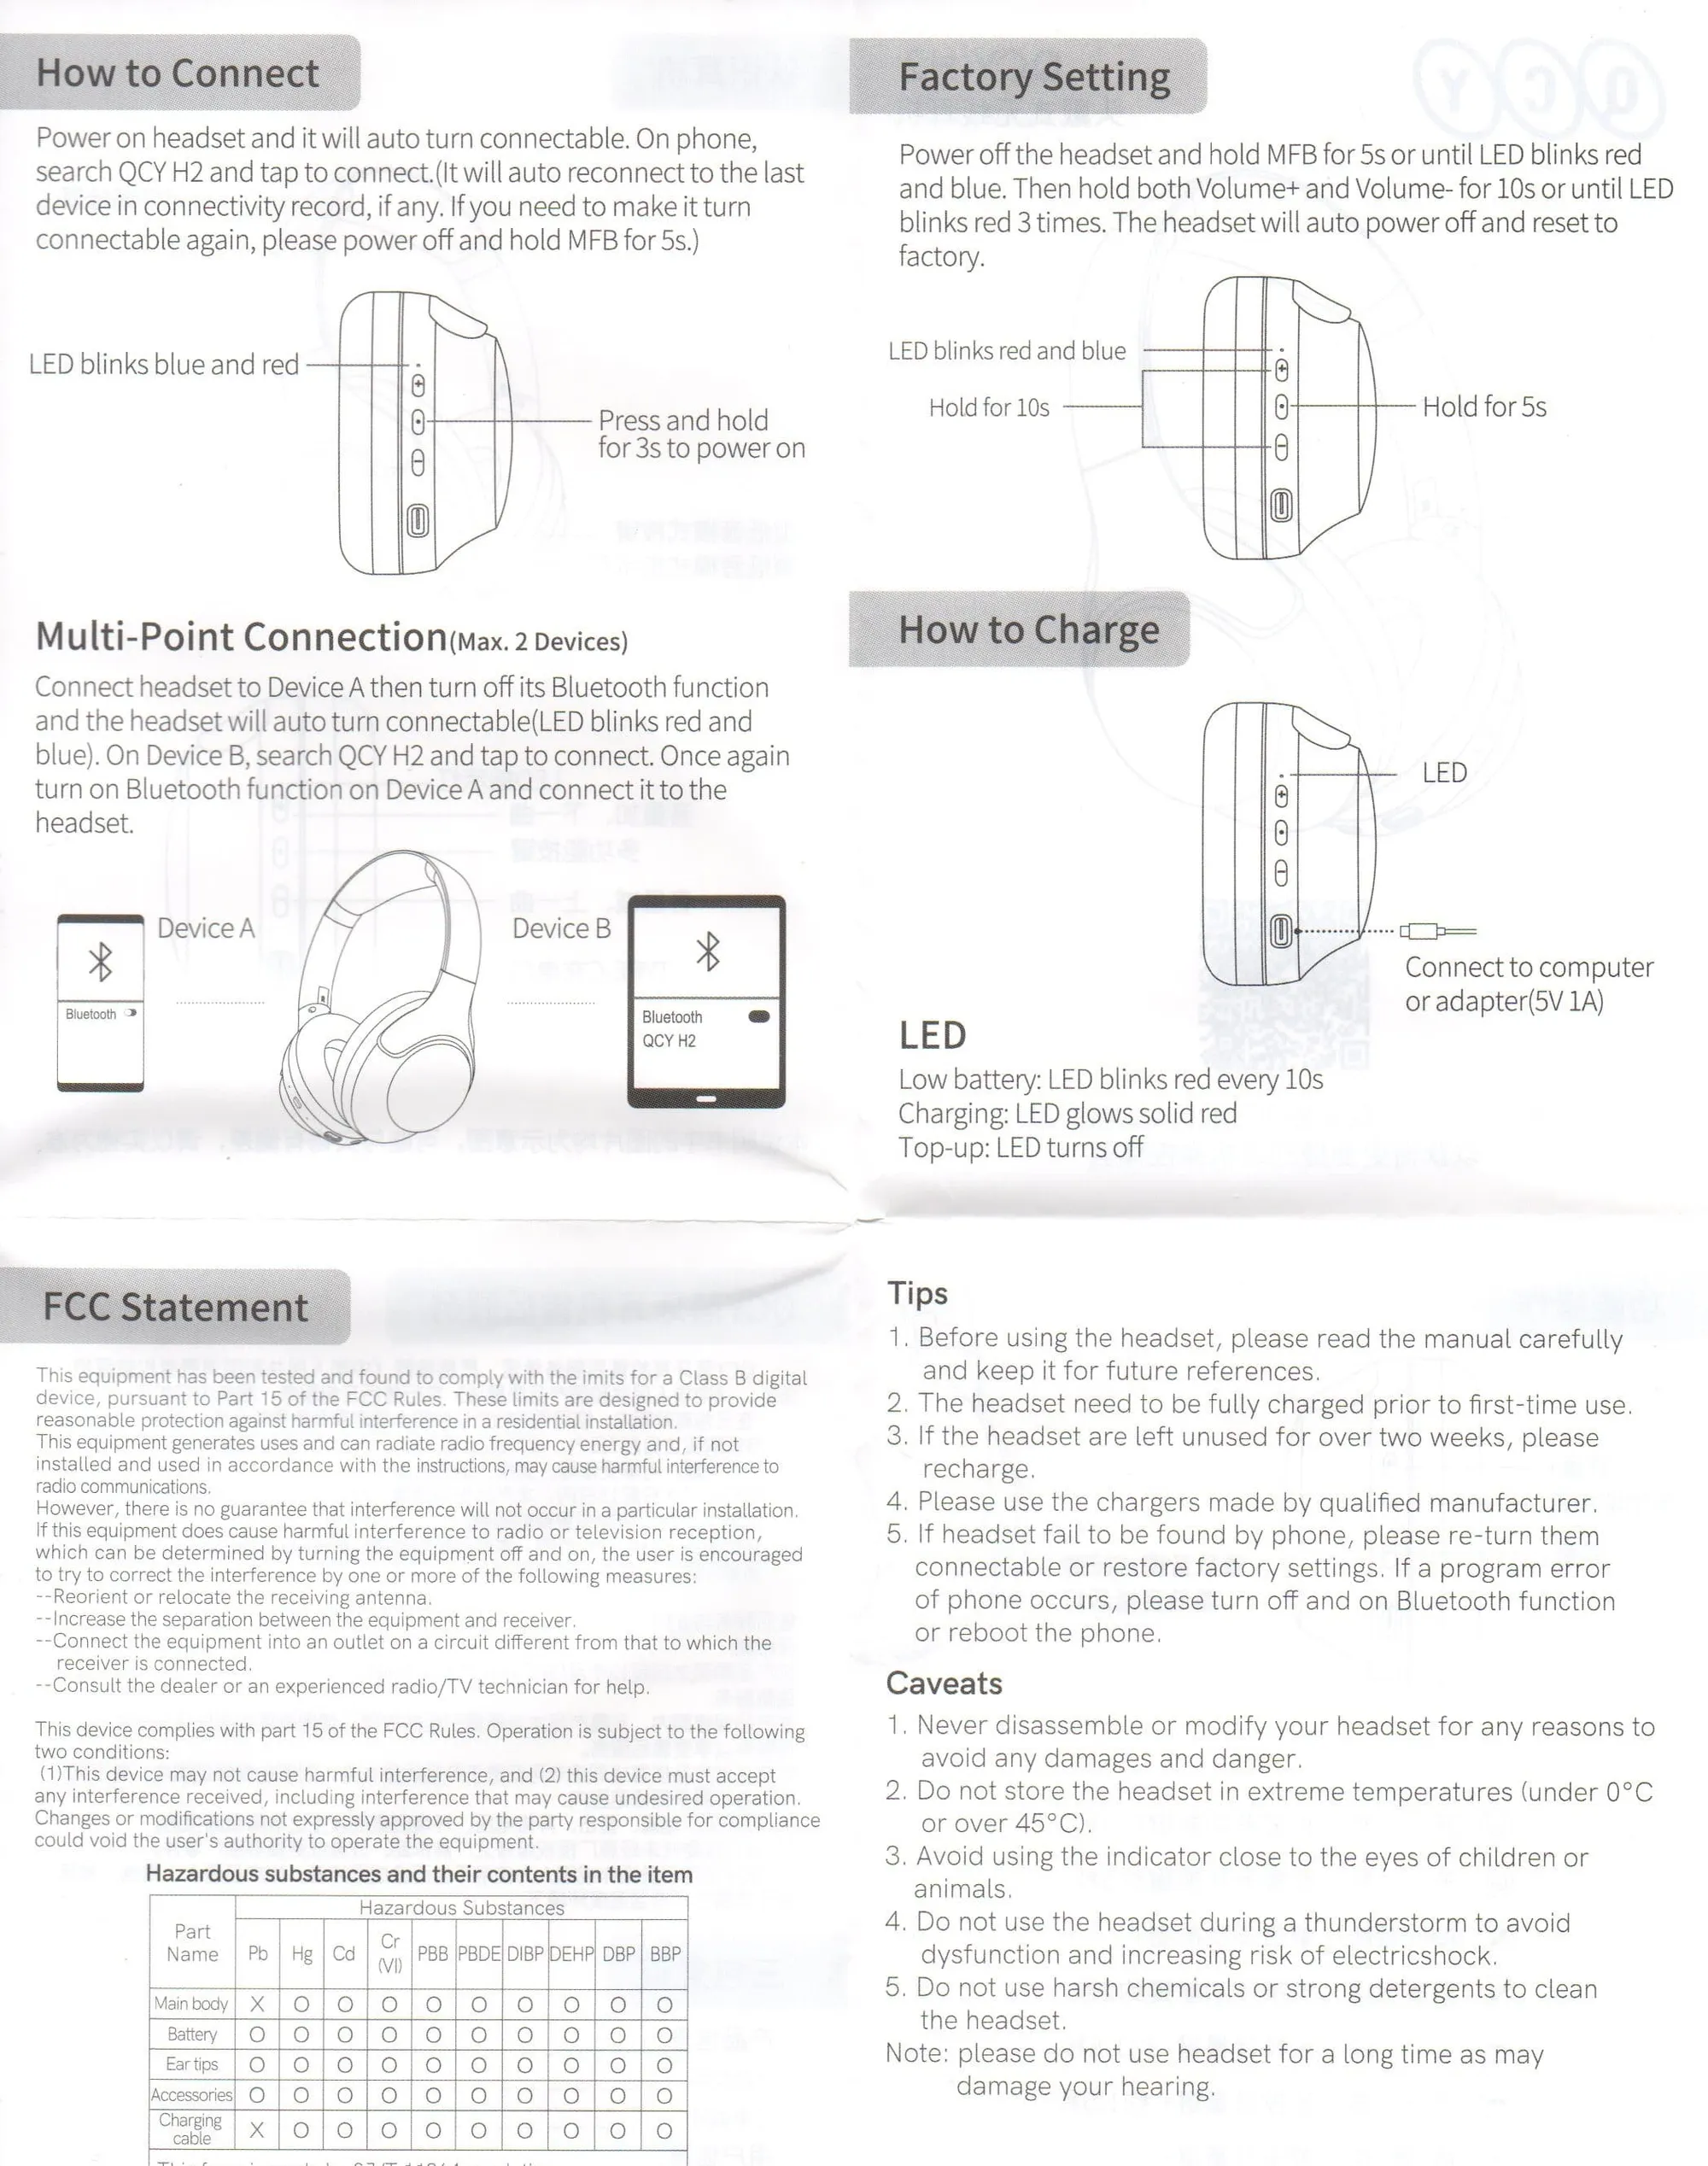 How to Connect
Power on headset and it will auto turn connectable. On phone,
search QCY H2 and tap to connect.(It will auto reconnect to the last
device in connectivity record, if any. If you need to make it turn
connectable again, please power off and hold MFB for 5s.)
LED blinks blue and red
Press and hold
for 3s to power on
Multi-Point Connection(Max. 2 Devices)
Connect headset to Device A then turn off its Bluetooth function
and the headset will auto turn connectable(LED blinks red and
blue). On Device B, search QCY H2 and tap to connect. Once again
turn on Bluetooth function on Device A and connect it to the
headset.
Device A
Bluetooth
Device B
Bluetooth
QCY H2
Factory Setting
Power off the headset and hold MFB for 5s or until LED blinks red
and blue. Then hold both Volume+ and Volume- for 10s or until LED
blinks red 3 times. The headset will auto power off and reset to
factory.
LED blinks red and blue
Hold for 10s
Hold for 5s
How to Charge
LED
Connect to computer
or adapter(5V 1A)
LED
Low battery: LED blinks red every 10s
Charging: LED glows solid red
Top-up: LED turns off
FCC Statement
This equipment has been tested and found to comply with the imits for a Class B digital
device, pursuant to Part 15 of the FCC Rules. These limits are designed to provide
reasonable protection against harmful interference in a residential installation.
This equipment generates uses and can radiate radio frequency energy and, if not
installed and used in accordance with the instructions, may cause harmful interference to
radio communications.
However, there is no guarantee that interference will not occur in a particular installation.
If this equipment does cause harmful interference to radio or television reception,
which can be determined by turning the equipment off and on, the user is encouraged
to try to correct the interference by one or more of the following measures:
--Reorient or relocate the receiving antenna.
--Increase the separation between the equipment and receiver.
--Connect the equipment into an outlet on a circuit different from that to which the
receiver is connected.
--Consult the dealer or an experienced radio/TV technician for help.
This device complies with part 15 of the FCC Rules. Operation is subject to the following
two conditions:
(1)This device may not cause harmful interference, and (2) this device must accept
any interference received, including interference that may cause undesired operation.
Changes or modifications not expressly approved by the party responsible for compliance
could void the user's authority to operate the equipment.
Hazardous substances and their contents in the item
Part Name Hazardous Substances
Pb Hg Cd Cr (VI) PBB PBDE DIBP DEHP DBP BBP
Main body X O O O O O O O O O
Battery O O O O O O O O O O
Ear tips O O O O O O O O O O
Accessories O O O O O O O O O O
Charging cable X O O O O O O O O O
Tips
1. Before using the headset, please read the manual carefully
and keep it for future references.
2. The headset need to be fully charged prior to first-time use.
3. If the headset are left unused for over two weeks, please
recharge.
4. Please use the chargers made by qualified manufacturer.
5. If headset fail to be found by phone, please re-turn them
connectable or restore factory settings. If a program error
of phone occurs, please turn off and on Bluetooth function
or reboot the phone.
Caveats
1. Never disassemble or modify your headset for any reasons to
avoid any damages and danger.
2. Do not store the headset in extreme temperatures (under 0°C
or over 45°C).
3. Avoid using the indicator close to the eyes of children or
animals.
4. Do not use the headset during a thunderstorm to avoid
dysfunction and increasing risk of electricshock.
5. Do not use harsh chemicals or strong detergents to clean
the headset.
Note: please do not use headset for a long time as may
damage your hearing.